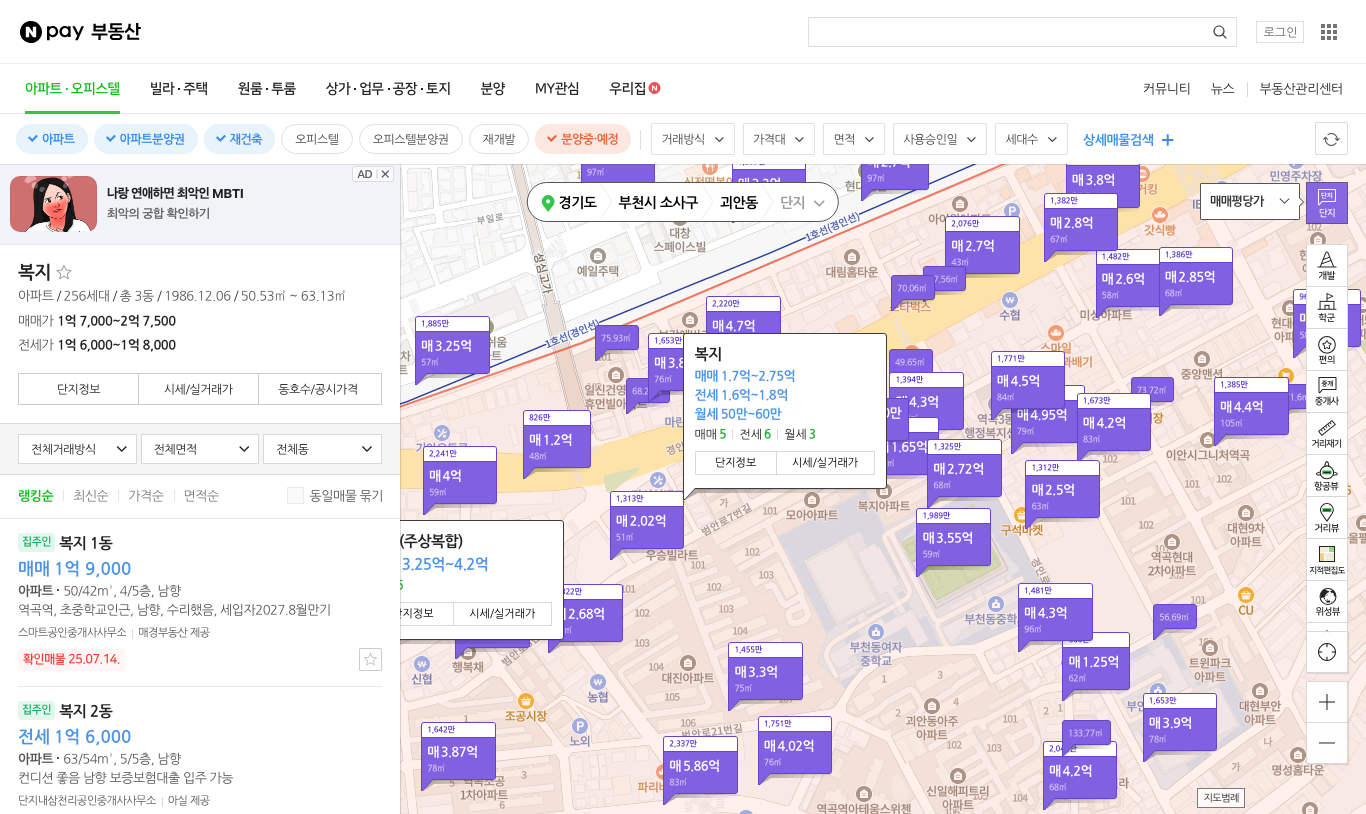 N pay 부동산
로그인
아파트·오피스텔
빌라·주택
원룸·투룸
상가·업무·공장·토지
분양
MY관심
우리집 N
커뮤니티
뉴스
부동산관리센터
아파트
아파트분양권
재건축
오피스텔
오피스텔분양권
재개발
분양중·예정
거래방식
가격대
면적
사용승인일
세대수
상세매물검색
AD
나랑 연애하면 최악인 MBTI
최악의 궁합 확인하기
복지
아파트 / 256세대 / 총 3동 / 1986.12.06 / 50.53㎡ ~ 63.13㎡
매매가 1억 7,000~2억 7,500
전세가 1억 6,000~1억 8,000
단지정보
시세/실거래가
동호수/공시가격
전체거래방식
전체면적
전체동
랭킹순
최신순
가격순
면적순
동일매물 묶기
집주인 복지 1동
매매 1억 9,000
아파트 · 50/42㎡, 4/5층, 남향
역곡역, 초중학교인근, 남향, 수리했음, 세입자2027.8월만기
스마트공인중개사사무소 | 매경부동산 제공
확인매물 25.07.14.
집주인 복지 2동
전세 1억 6,000
아파트 · 63/54㎡, 5/5층, 남향
컨디션 좋음 남향 보증보험대출 입주 가능
단지내삼천리공인중개사사무소 | 아실 제공
경기도
부천시 소사구
괴안동
단지
매매평당가
단지
단지
개발
학군
편의
중개
중개사
거리재기
항공뷰
거리뷰
지적편집도
위성뷰
지도범례
복지
매매 1.7억~2.75억
전세 1.6억~1.8억
월세 50만~60만
매매 5 | 전세 6 | 월세 3
단지정보
시세/실거래가
(주상복합)
3.25억~4.2억
시세/실거래가
97㎡
97㎡
매3.8억
1,382만
매2.8억
67㎡
2,076만
매2.7억
43㎡
1,482만
매2.6억
58㎡
1,386만
매2.85억
68㎡
70.06㎡
7.56㎡
1,885만
매3.25억
57㎡
75.93㎡
2,220만
매4.7억
1,653만
76㎡
49.65㎡
1,394만
매4.3억
1,771만
매4.5억
84㎡
매4.95억
79㎡
73.72㎡
1,673만
매4.2억
83㎡
1,385만
매4.4억
105㎡
826만
매1.2억
48㎡
2,241만
매4억
59㎡
1,325만
매2.72억
68㎡
1,312만
매2.5억
63㎡
1,313만
매2.02억
51㎡
1,989만
매3.55억
59㎡
2.68억
1,481만
매4.3억
96㎡
56.69㎡
매1.25억
62㎡
1,455만
매3.3억
75㎡
1,653만
매3.9억
78㎡
133.77㎡
매4.2억
68㎡
1,642만
매3.87억
78㎡
2,337만
매5.86억
83㎡
1,751만
매4.02억
76㎡
부일로
대창
스페이스빌
예일주택
성심고가
1호선(경인선)
1호선(경인선)
대림홈타운
갓식빵
수협
스마일
중앙맨션
이안시그니처역곡
모아아파트
복지아파트
범안로7번길
우승빌라트
구석마켓
대현9차
아파트
역곡현대
2차아파트
CU
부천동중학교
부천동여자
중학교
트윈파크
대현부안
아파트
명성홈타운
괴안동아주
아파트
신일해피트리
아파트
역곡역아테움스위첸
대진아파트
행복채
신협
농협
조공시장
노외
범안로21번길
1차아파트
민영주차장